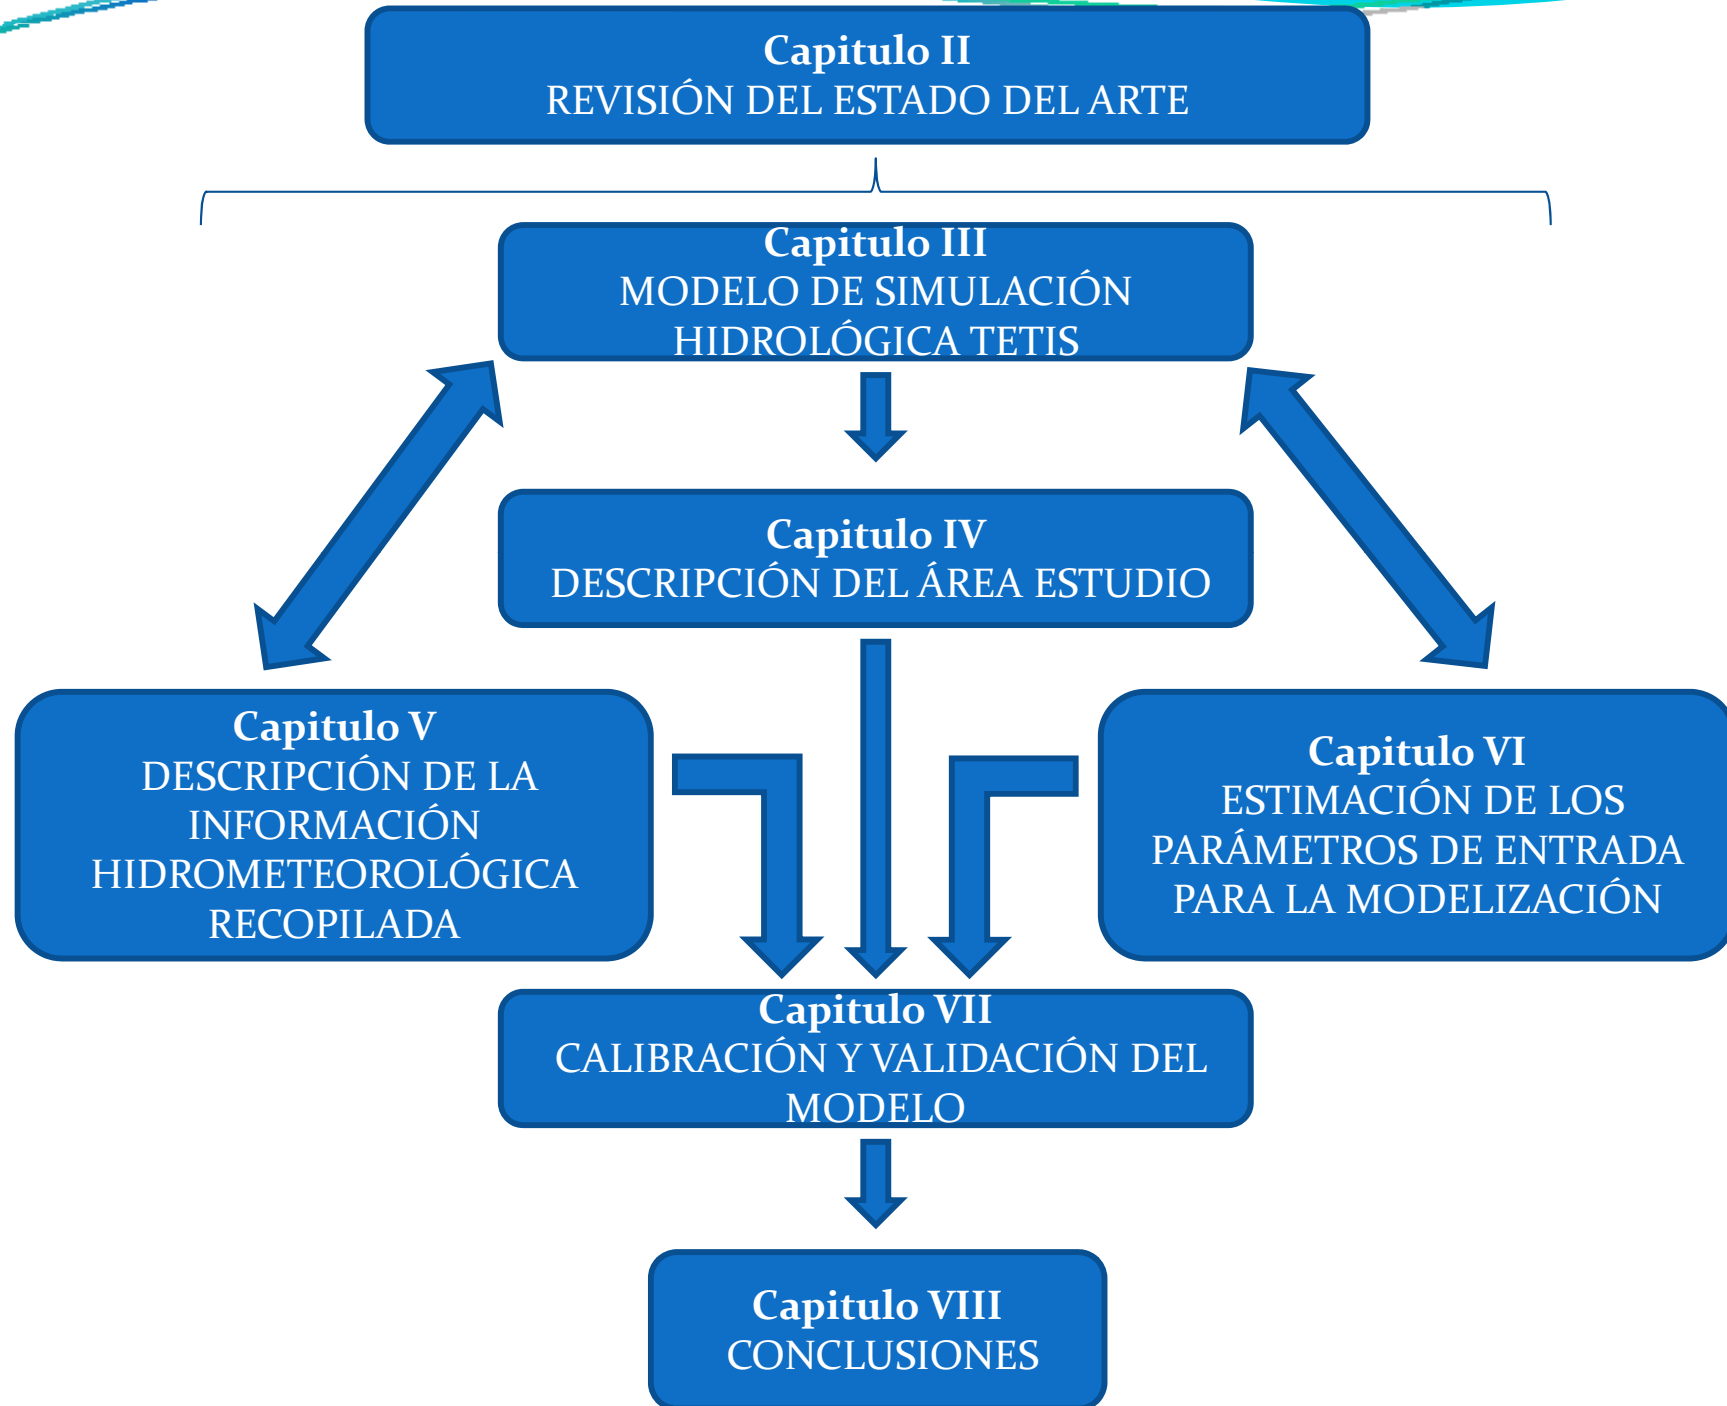 Capitulo II
REVISIÓN DEL ESTADO DEL ARTE
Capitulo III
MODELO DE SIMULACIÓN
HIDROLÓGICA TETIS
Capitulo IV
DESCRIPCIÓN DEL ÁREA ESTUDIO
Capitulo V
DESCRIPCIÓN DE LA
INFORMACIÓN
HIDROMETEOROLÓGICA
RECOPILADA
Capitulo VI
ESTIMACIÓN DE LOS
PARÁMETROS DE ENTRADA
PARA LA MODELIZACIÓN
Capitulo VII
CALIBRACIÓN Y VALIDACIÓN DEL
MODELO
Capitulo VIII
CONCLUSIONES